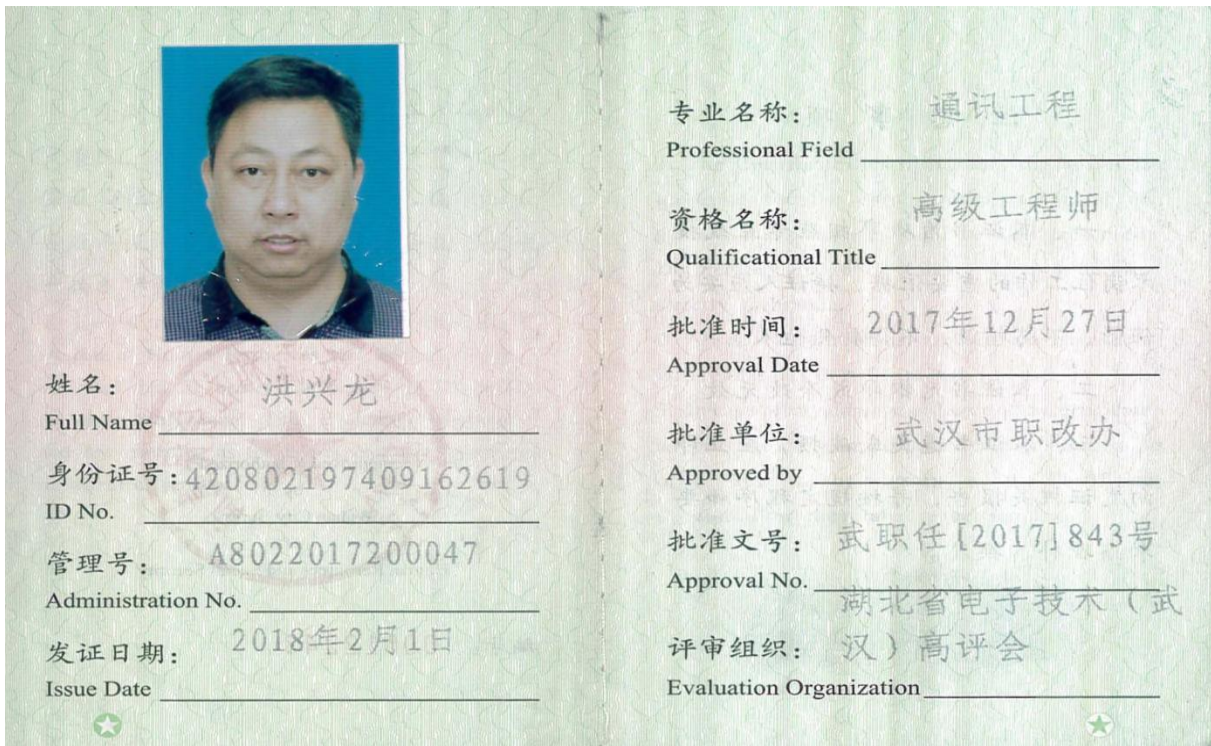 姓名： 洪兴龙
Full Name
身份证号：420802197409162619
ID No.
管理号： A8022017200047
Administration No.
发证日期： 2018年2月1日
Issue Date
专业名称： 通讯工程
Professional Field
资格名称： 高级工程师
Qualificational Title
批准时间： 2017年12月27日
Approval Date
批准单位： 武汉市职改办
Approved by
批准文号： 武职任[2017]843号
Approval No.
湖北省电子技术（武
评审组织： 汉）高评会
Evaluation Organization